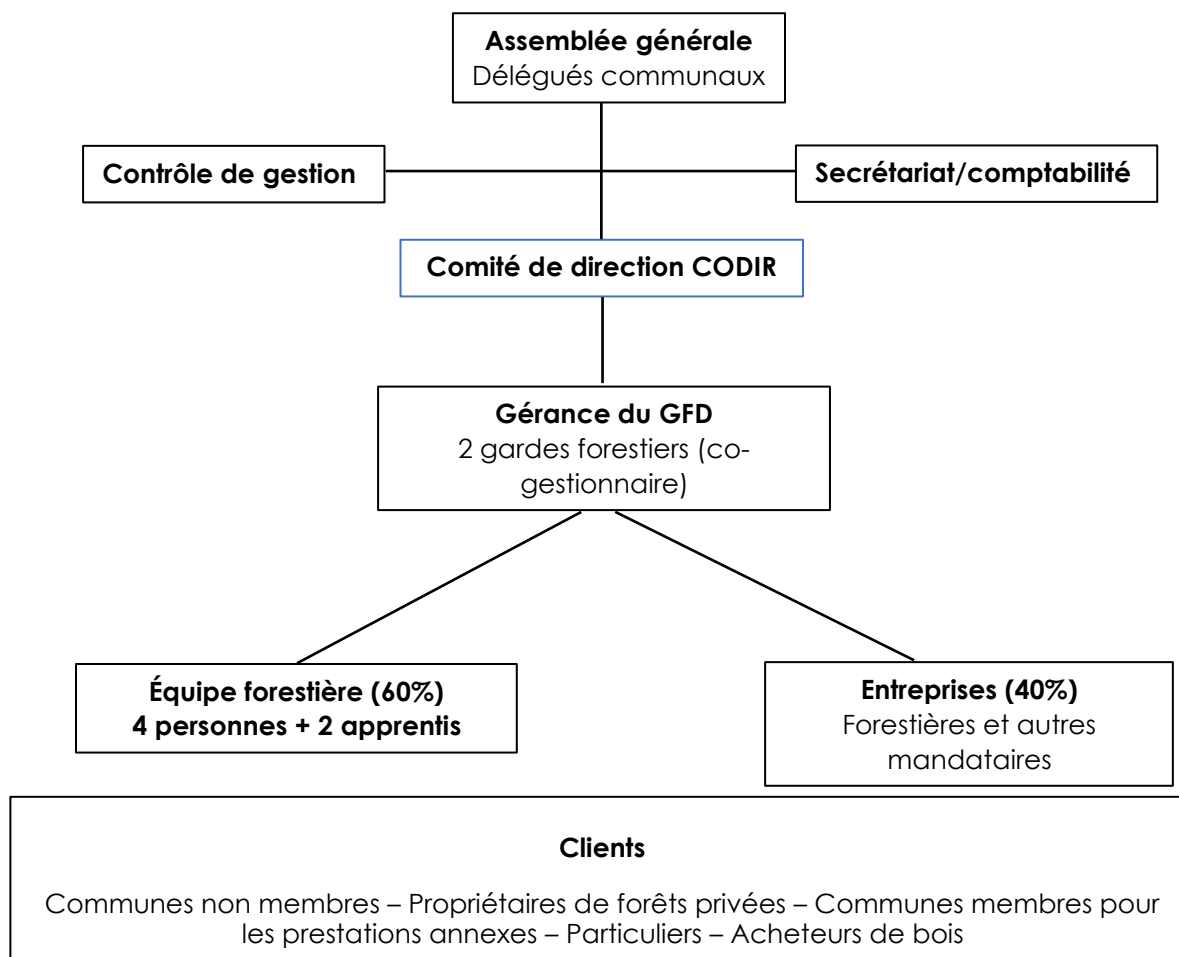 Assemblée générale
Délégués communaux
Contrôle de gestion
Secrétariat/comptabilité
Comité de direction CODIR
Gérance du GFD
2 gardes forestiers (co-
gestionnaire)
Équipe forestière (60%)
4 personnes + 2 apprentis
Entreprises (40%)
Forestières et autres
mandataires
Clients
Communes non membres – Propriétaires de forêts privées – Communes membres pour
les prestations annexes – Particuliers – Acheteurs de bois